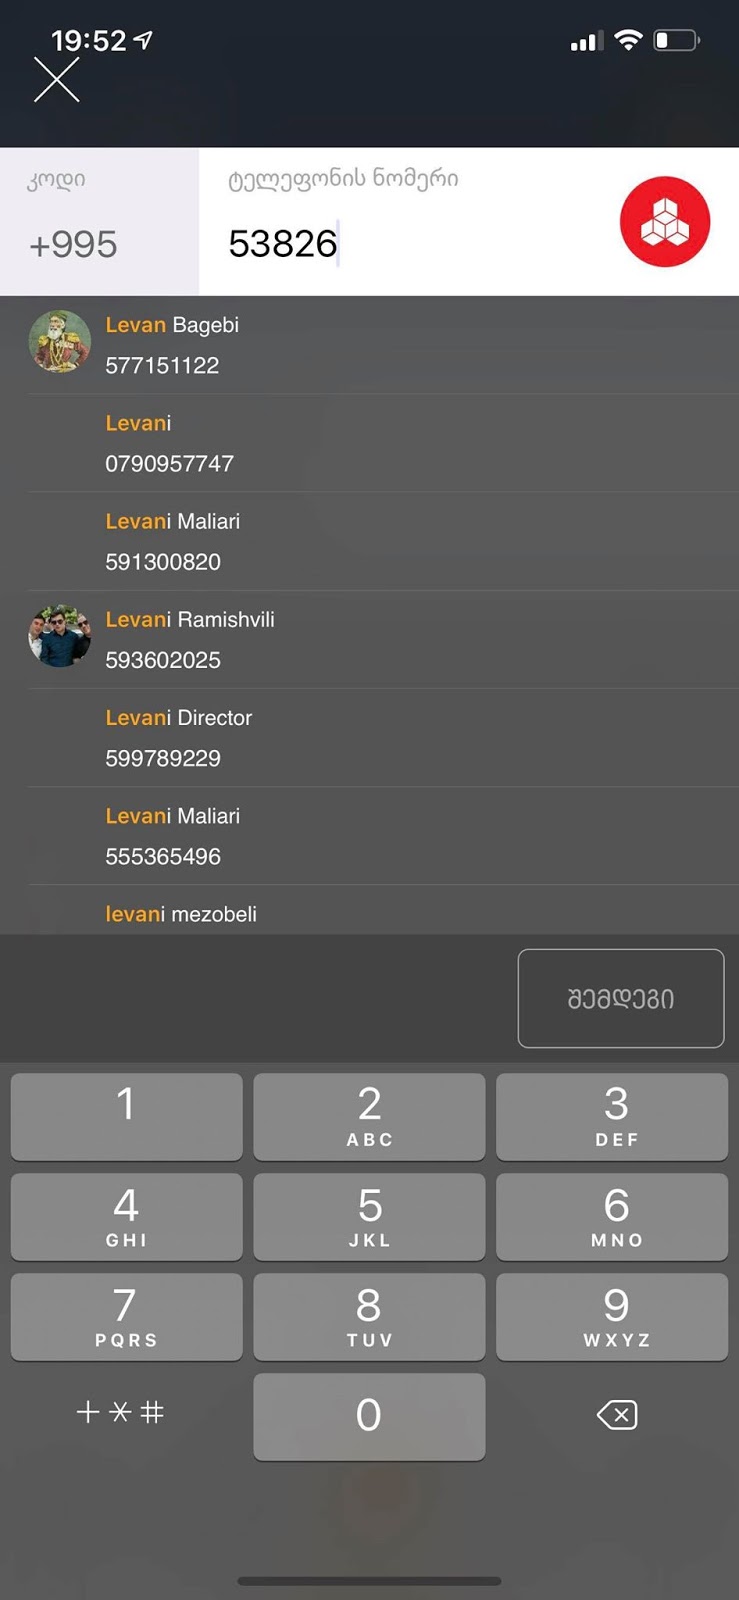 19:52
კოდი
ტელეფონის ნომერი
+995
53826
Levan Bagebi
577151122
Levani
0790957747
Levani Maliari
591300820
Levani Ramishvili
593602025
Levani Director
599789229
Levani Maliari
555365496
levani mezobeli
შემდეგი
1
2
ABC
3
DEF
4
GHI
5
JKL
6
MNO
7
PQRS
8
TUV
9
WXYZ
+*#
0